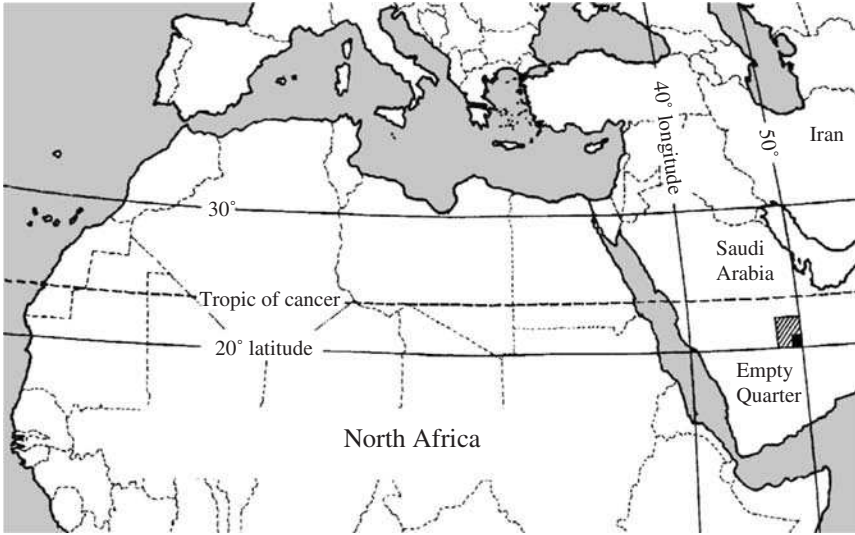 40° longitude
50°
Iran
30°
Saudi
Arabia
Tropic of cancer
20° latitude
Empty
Quarter
North Africa